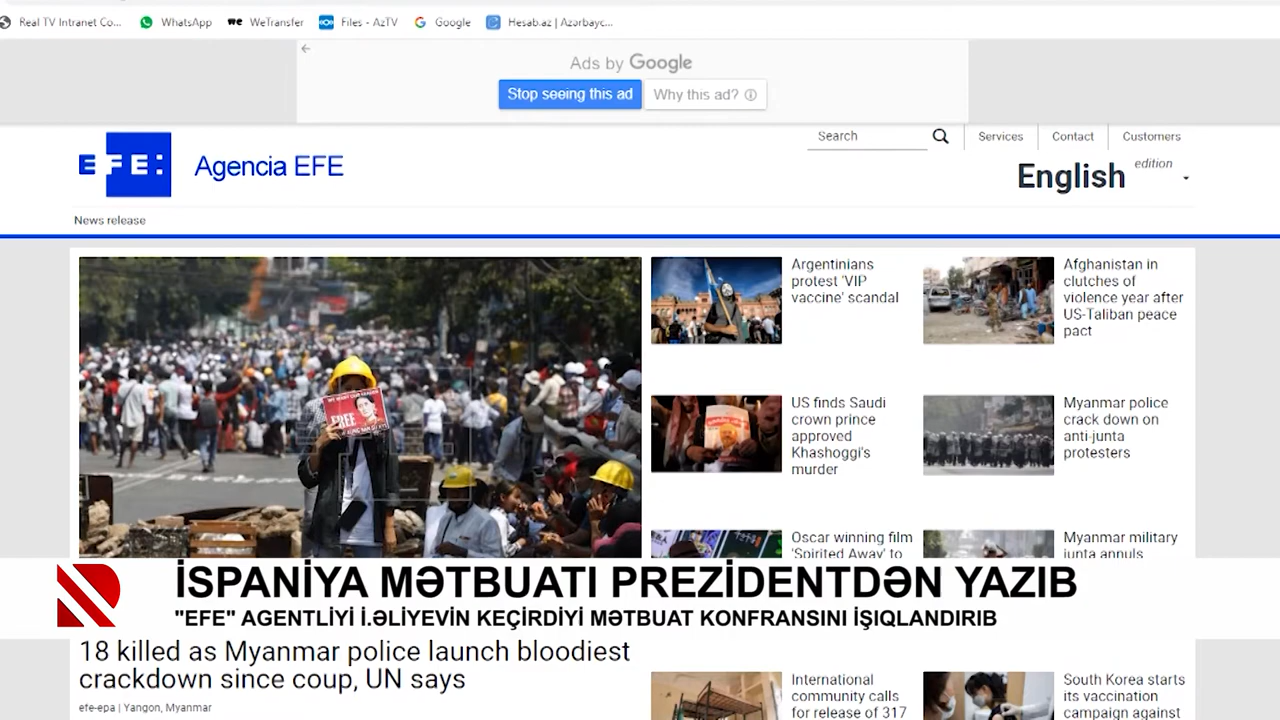 Real TV Intranet Co... WhatsApp WeTransfer Files - AzTV Google Hesab.az | Azərbayc...
Ads by Google
Stop seeing this ad Why this ad?
EFE: Agencia EFE
Search Services Contact Customers
English edition
News release
FREE
Argentinians
protest 'VIP
vaccine' scandal
Afghanistan in
clutches of
violence year after
US-Taliban peace
pact
US finds Saudi
crown prince
approved
Khashoggi's
murder
Myanmar police
crack down on
anti-junta
protesters
Oscar winning film
'Spirited Away' to
Myanmar military
junta annuls
İSPANİYA MƏTBUATI PREZİDENTDƏN YAZIB
"EFE" AGENTLİYİ İ.ƏLİYEVİN KEÇİRDİYİ MƏTBUAT KONFRANSINI İŞIQLANDIRIB
18 killed as Myanmar police launch bloodiest
crackdown since coup, UN says
efe-epa | Yangon, Myanmar
International
community calls
for release of 317
South Korea starts
its vaccination
campaign against